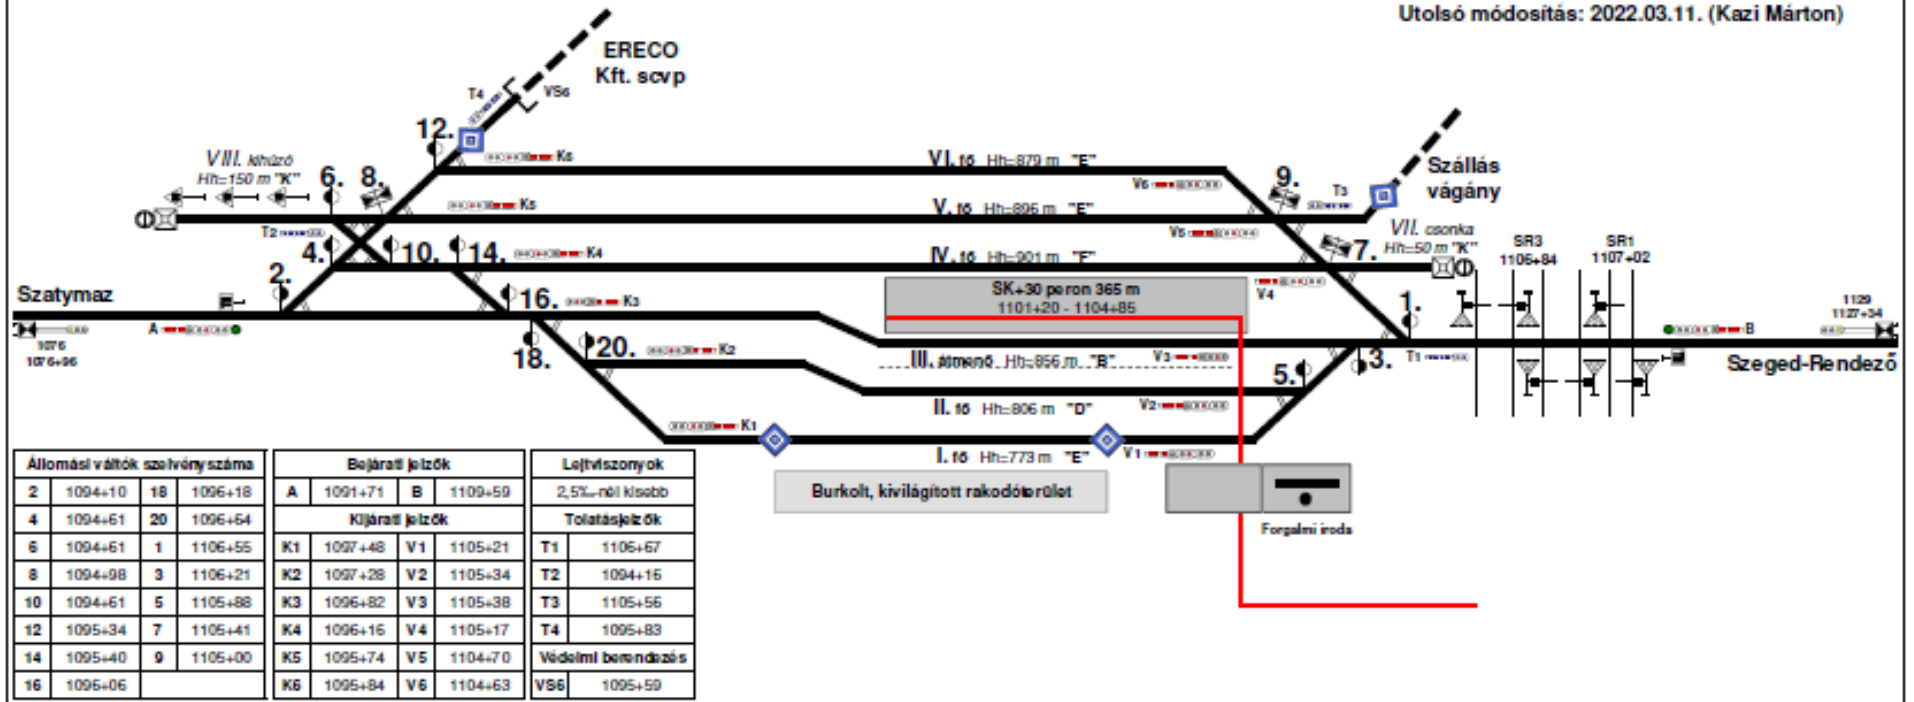 Utolsó módosítás: 2022.03.11. (Kazi Márton)
ERECO
Kft. scvp
T4
VS6
12.
K6
VI. fő Hh=879 m "E"
V6
VIII. kihúzó
Hh=150 m "K"
6.
8.
K5
V. fő Hh=896 m "E"
V5
9.
T3
Szállás
vágány
T2
4.
10.
14.
K4
IV. fő Hh=901 m "F"
7.
VII. csonka
Hh=50 m "K"
SR3
1106+84
SR1
1107+02
2.
Szatymaz
A
1076
1076+96
16.
K3
SK+30 peron 365 m
1101+20 - 1104+85
V4
1.
B
1129
1127+34
18.
20.
K2
III. átmenő Hh=856 m "B"
V3
T1
3.
Szeged-Rendező
5.
II. fő Hh=806 m "D"
V2
K1
I. fő Hh=773 m "E"
V1
Burkolt, kivilágított rakodóterület
Forgalmi iroda
Állomási váltók szelvényszáma
2 1094+10 18 1096+18
4 1094+61 20 1096+64
6 1094+61 1 1106+55
8 1094+98 3 1106+21
10 1094+61 5 1105+88
12 1095+34 7 1105+41
14 1095+40 9 1105+00
16 1096+06
Bejárati jelzők
A 1091+71 B 1109+59
Kijárati jelzők
K1 1097+48 V1 1105+21
K2 1097+28 V2 1105+34
K3 1096+82 V3 1105+38
K4 1096+16 V4 1105+17
K5 1095+74 V5 1104+70
K6 1095+84 V6 1104+63
Lejtviszonyok
2,5‰-nél kisebb
Tolatásjelzők
T1 1106+67
T2 1094+16
T3 1105+56
T4 1095+83
Védelmi berendezés
VS6 1095+59